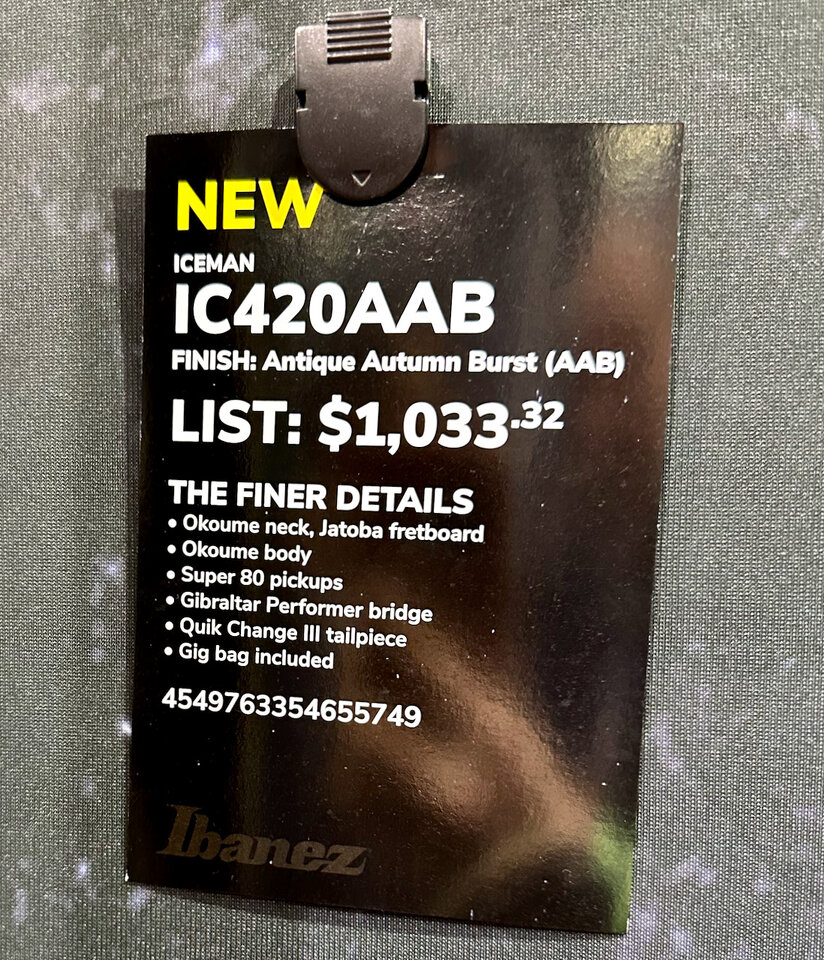 NEW
ICEMAN
IC420AAB
FINISH: Antique Autumn Burst (AAB)
LIST: $1,033.32
THE FINER DETAILS
• Okoume neck, Jatoba fretboard
• Okoume body
• Super 80 pickups
• Gibraltar Performer bridge
• Quik Change III tailpiece
• Gig bag included
4549763354655749
Ibanez